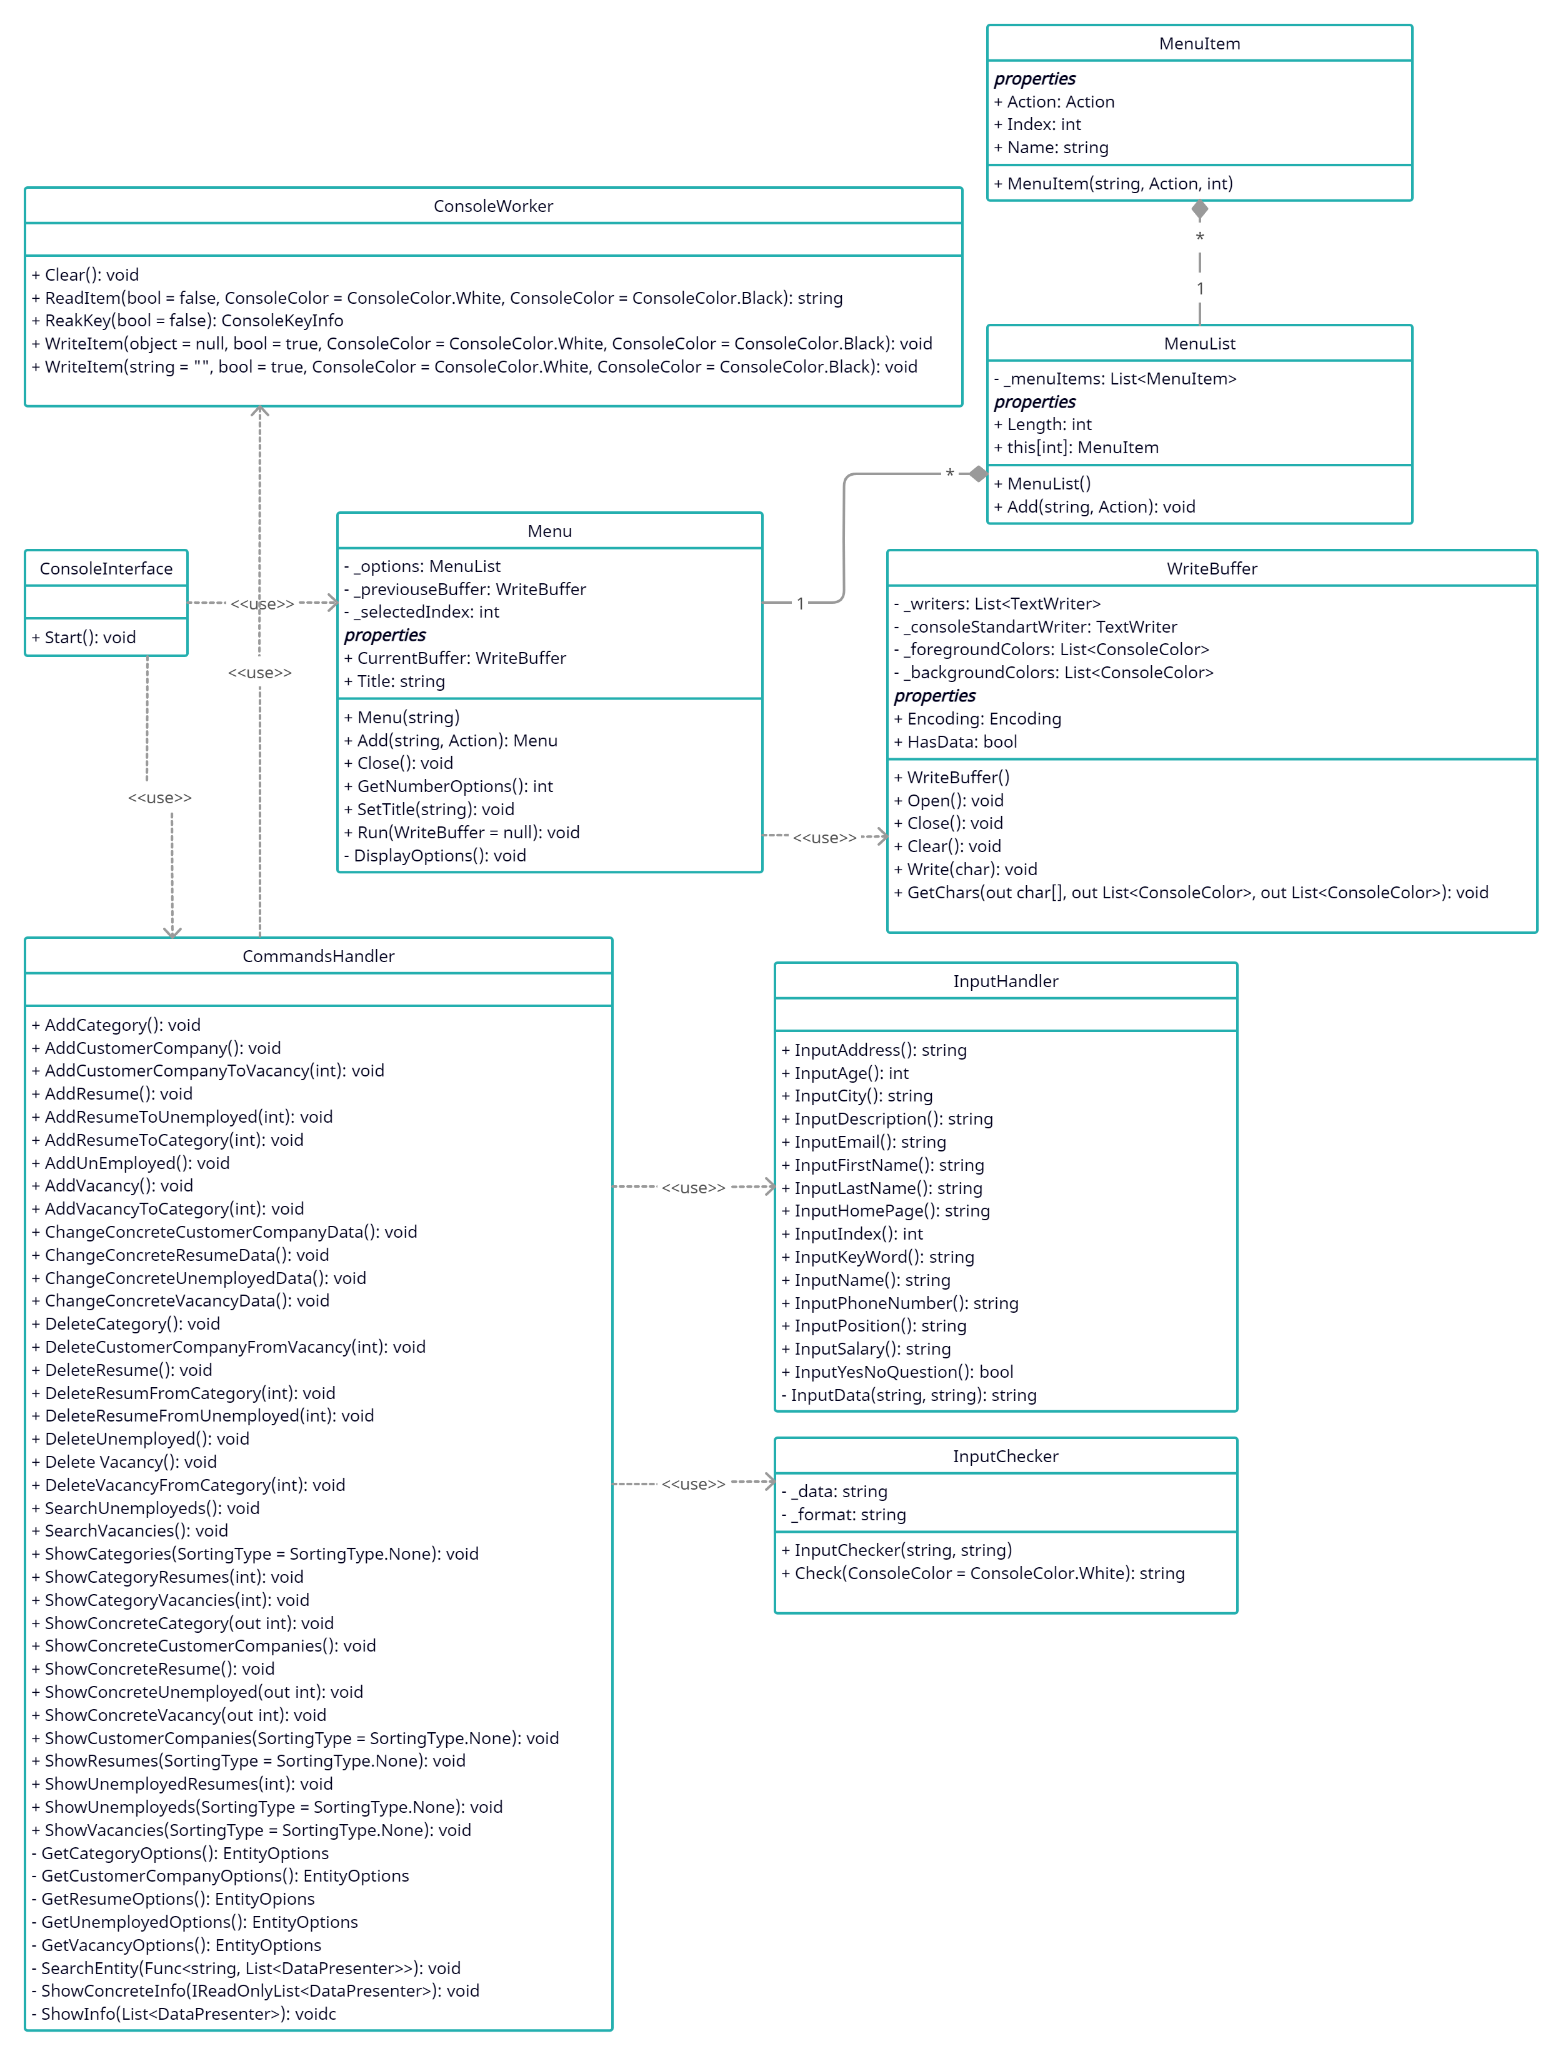 MenuItem
properties
+ Action: Action
+ Index: int
+ Name: string
+ MenuItem(string, Action, int)
*
1
ConsoleWorker
+ Clear(): void
+ ReadItem(bool = false, ConsoleColor = ConsoleColor.White, ConsoleColor = ConsoleColor.Black): string
+ ReakKey(bool = false): ConsoleKeyInfo
+ WriteItem(object = null, bool = true, ConsoleColor = ConsoleColor.White, ConsoleColor = ConsoleColor.Black): void
+ WriteItem(string = "", bool = true, ConsoleColor = ConsoleColor.White, ConsoleColor = ConsoleColor.Black): void
MenuList
- _menuItems: List<MenuItem>
properties
+ Length: int
+ this[int]: MenuItem
+ MenuList()
+ Add(string, Action): void
*
1
ConsoleInterface
+ Start(): void
<<use>>
<<use>>
<<use>>
Menu
- _options: MenuList
- _previouseBuffer: WriteBuffer
- _selectedIndex: int
properties
+ CurrentBuffer: WriteBuffer
+ Title: string
+ Menu(string)
+ Add(string, Action): Menu
+ Close(): void
+ GetNumberOptions(): int
+ SetTitle(string): void
+ Run(WriteBuffer = null): void
- DisplayOptions(): void
<<use>>
WriteBuffer
- _writers: List<TextWriter>
- _consoleStandartWriter: TextWriter
- _foregroundColors: List<ConsoleColor>
- _backgroundColors: List<ConsoleColor>
properties
+ Encoding: Encoding
+ HasData: bool
+ WriteBuffer()
+ Open(): void
+ Close(): void
+ Clear(): void
+ Write(char): void
+ GetChars(out char[], out List<ConsoleColor>, out List<ConsoleColor>): void
CommandsHandler
+ AddCategory(): void
+ AddCustomerCompany(): void
+ AddCustomerCompanyToVacancy(int): void
+ AddResume(): void
+ AddResumeToUnemployed(int): void
+ AddResumeToCategory(int): void
+ AddUnEmployed(): void
+ AddVacancy(): void
+ AddVacancyToCategory(int): void
+ ChangeConcreteCustomerCompanyData(): void
+ ChangeConcreteResumeData(): void
+ ChangeConcreteUnemployedData(): void
+ ChangeConcreteVacancyData(): void
+ DeleteCategory(): void
+ DeleteCustomerCompanyFromVacancy(int): void
+ DeleteResume(): void
+ DeleteResumFromCategory(int): void
+ DeleteResumeFromUnemployed(int): void
+ DeleteUnemployed(): void
+ Delete Vacancy(): void
+ DeleteVacancyFromCategory(int): void
+ SearchUnemployeds(): void
+ SearchVacancies(): void
+ ShowCategories(SortingType = SortingType.None): void
+ ShowCategoryResumes(int): void
+ ShowCategoryVacancies(int): void
+ ShowConcreteCategory(out int): void
+ ShowConcreteCustomerCompanies(): void
+ ShowConcreteResume(): void
+ ShowConcreteUnemployed(out int): void
+ ShowConcreteVacancy(out int): void
+ ShowCustomerCompanies(SortingType = SortingType.None): void
+ ShowResumes(SortingType = SortingType.None): void
+ ShowUnemployedResumes(int): void
+ ShowUnemployeds(SortingType = SortingType.None): void
+ ShowVacancies(SortingType = SortingType.None): void
- GetCategoryOptions(): EntityOptions
- GetCustomerCompanyOptions(): EntityOptions
- GetResumeOptions(): EntityOpions
- GetUnemployedOptions(): EntityOptions
- GetVacancyOptions(): EntityOptions
- SearchEntity(Func<string, List<DataPresenter>>): void
- ShowConcreteInfo(IReadOnlyList<DataPresenter>): void
- ShowInfo(List<DataPresenter>): voidc
<<use>>
<<use>>
InputHandler
+ InputAddress(): string
+ InputAge(): int
+ InputCity(): string
+ InputDescription(): string
+ InputEmail(): string
+ InputFirstName(): string
+ InputLastName(): string
+ InputHomePage(): string
+ InputIndex(): int
+ InputKeyWord(): string
+ InputName(): string
+ InputPhoneNumber(): string
+ InputPosition(): string
+ InputSalary(): string
+ InputYesNoQuestion(): bool
- InputData(string, string): string
InputChecker
- _data: string
- _format: string
+ InputChecker(string, string)
+ Check(ConsoleColor = ConsoleColor.White): string